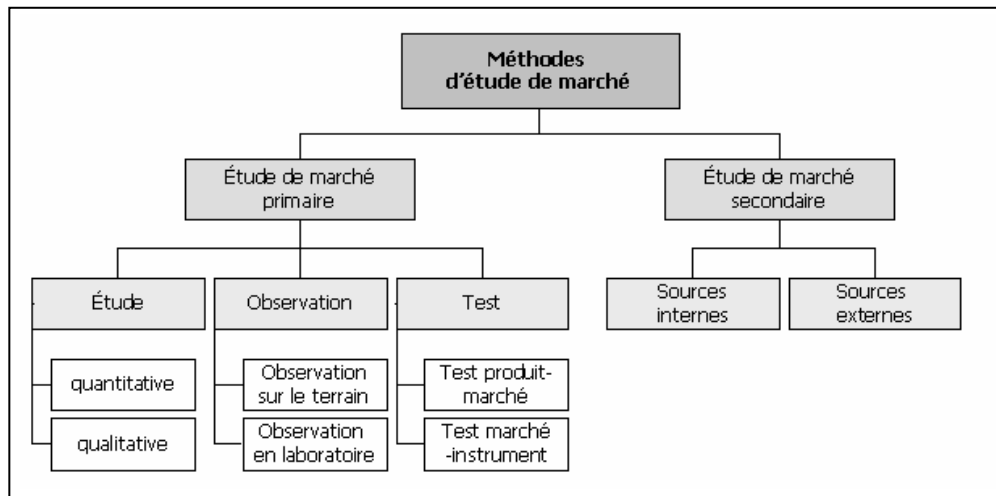 Méthodes
d'étude de marché
Étude de marché
primaire
Étude de marché
secondaire
Étude
Observation
Test
Sources
internes
Sources
externes
quantitative
Observation
sur le terrain
Test produit-
marché
qualitative
Observation
en laboratoire
Test marché
-instrument